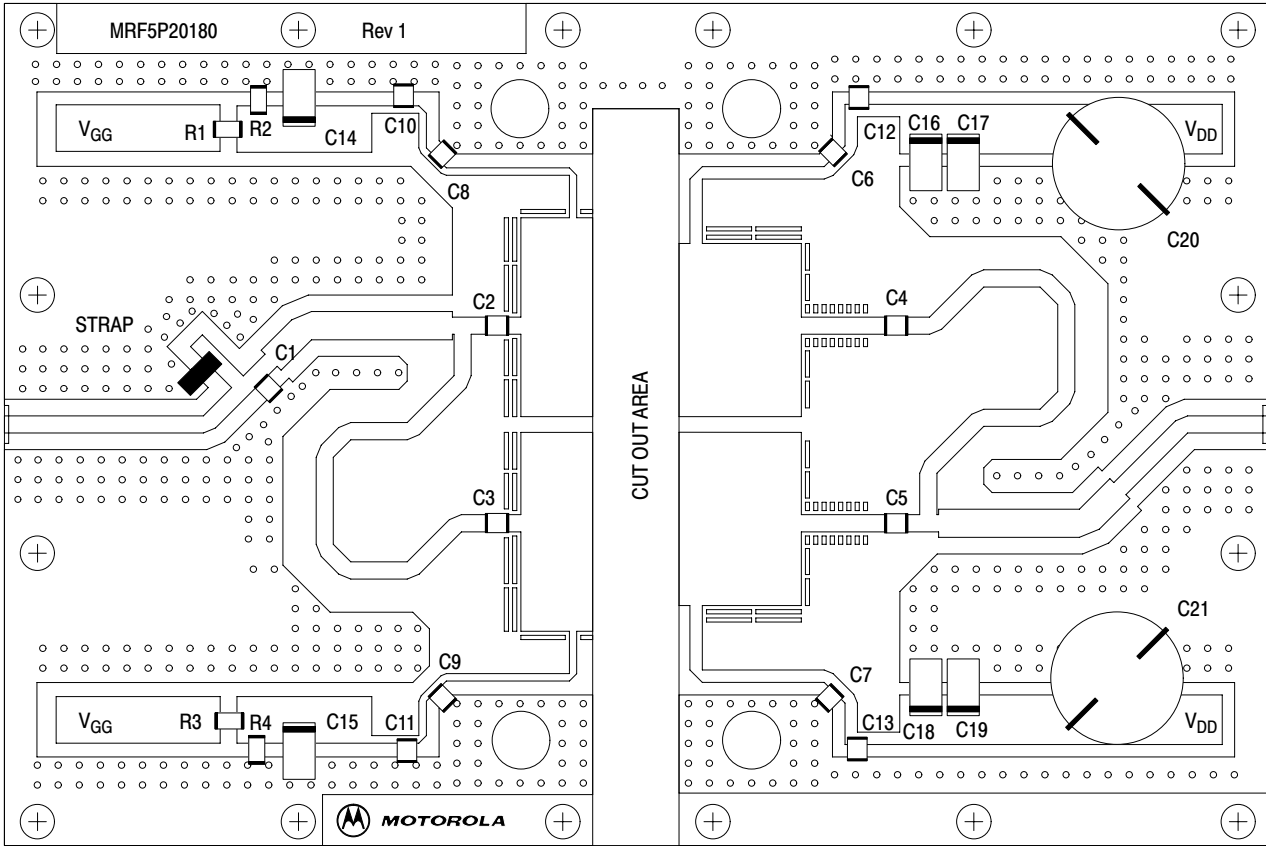 MRF5P20180 Rev 1
VGG
R1
R2
C14
C10
C8
C12
C16
C17
VDD
C6
C20
STRAP
C1
C2
C4
CUT OUT AREA
C3
C5
C21
C9
C7
VGG
R3
R4
C15
C11
C13
C18
C19
VDD
MOTOROLA